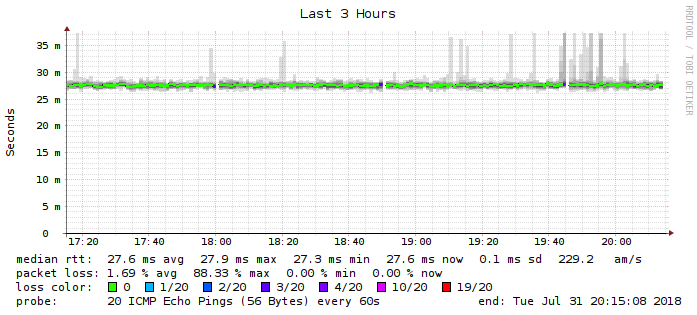 Last 3 Hours
RRDTOOL / TOBI OETIKER
Seconds
35 m
30 m
25 m
20 m
15 m
10 m
5 m
0
17:20 17:40 18:00 18:20 18:40 19:00 19:20 19:40 20:00
median rtt: 27.6 ms avg 27.9 ms max 27.3 ms min 27.6 ms now 0.1 ms sd 229.2 am/s
packet loss: 1.69 % avg 88.33 % max 0.00 % min 0.00 % now
loss color: 0 1/20 2/20 3/20 4/20 10/20 19/20
probe: 20 ICMP Echo Pings (56 Bytes) every 60s end: Tue Jul 31 20:15:08 2018